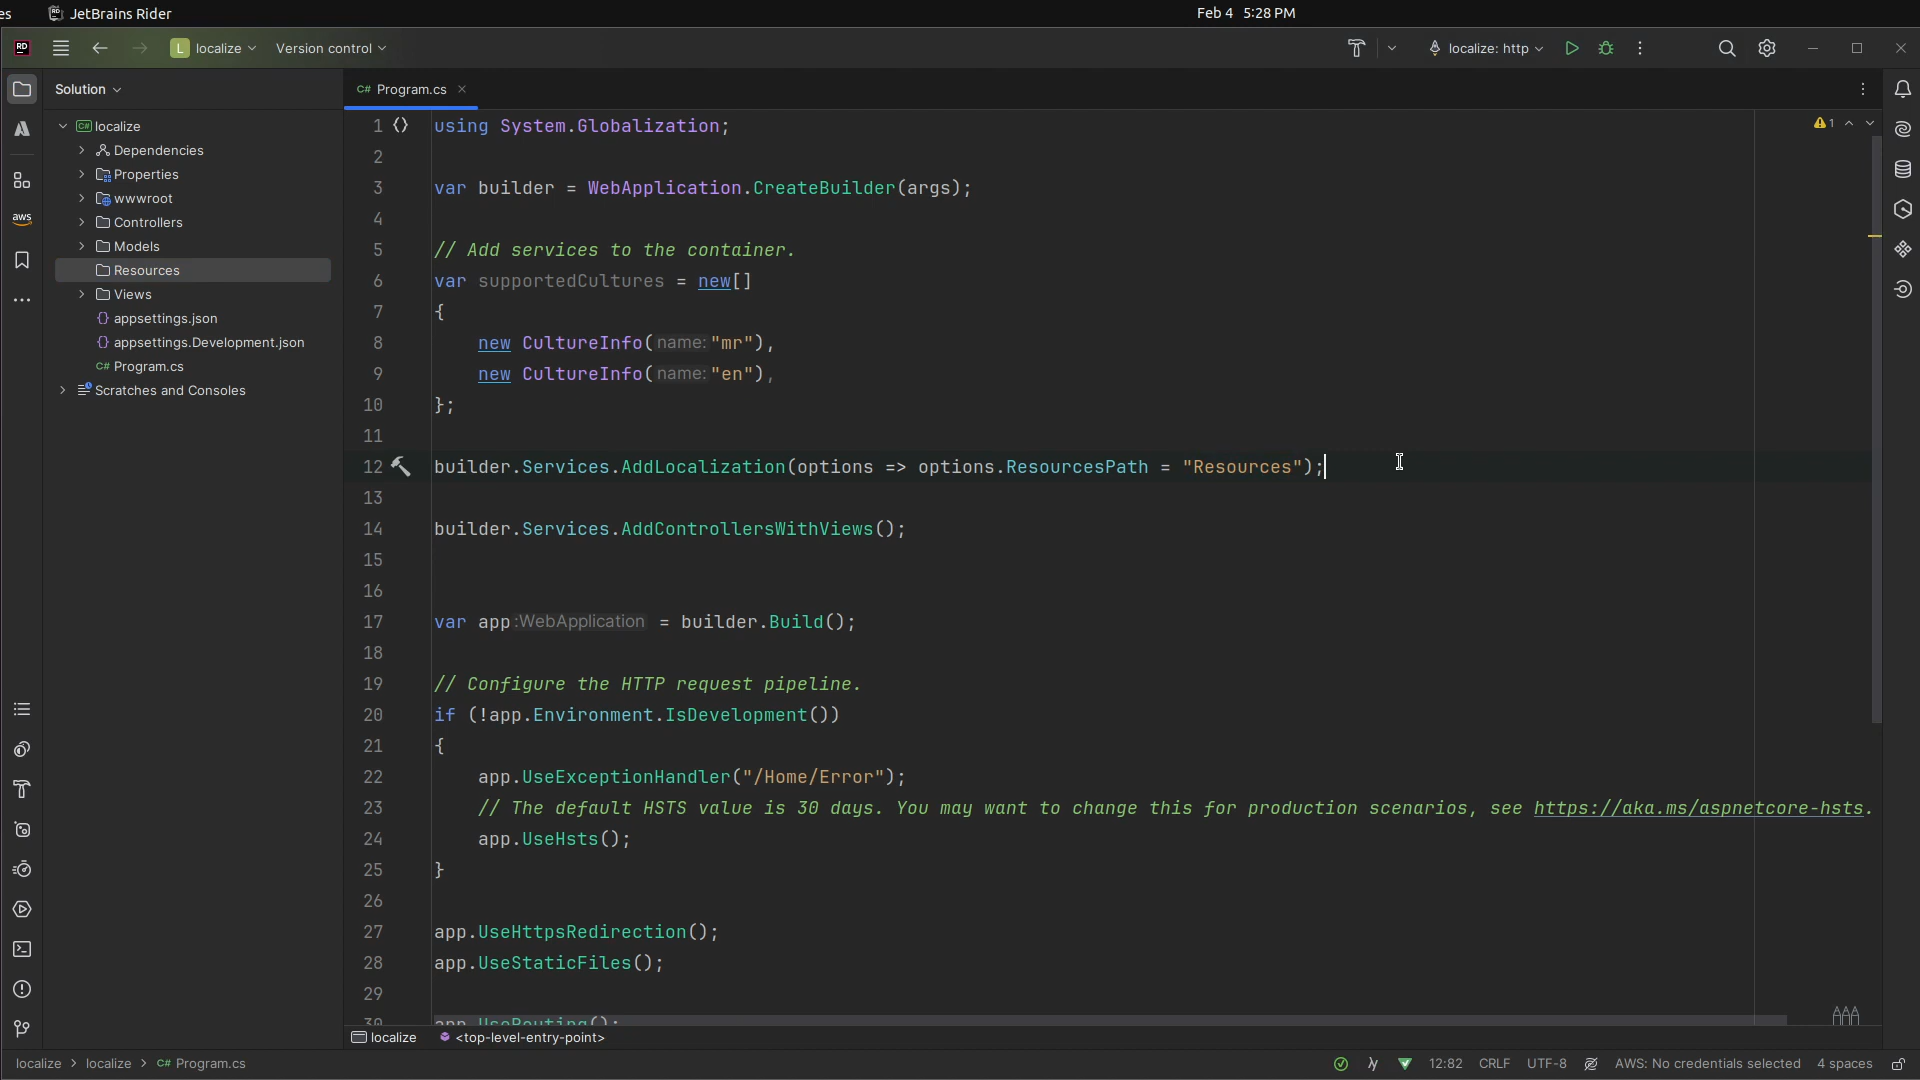 es JetBrains Rider Feb 4 5:28 PM
RD L localize Version control localize: http
Solution
C# Program.cs
C# localize
Dependencies
Properties
wwwroot
Controllers
Models
Resources
Views
{} appsettings.json
{} appsettings.Development.json
C# Program.cs
Scratches and Consoles
aws
1 using System.Globalization;
2
3 var builder = WebApplication.CreateBuilder(args);
4
5 // Add services to the container.
6 var supportedCultures = new[]
7 {
8 new CultureInfo( name: "mr"),
9 new CultureInfo( name: "en"),
10 };
11
12 builder.Services.AddLocalization(options => options.ResourcesPath = "Resources");
13
14 builder.Services.AddControllersWithViews();
15
16
17 var app :WebApplication = builder.Build();
18
19 // Configure the HTTP request pipeline.
20 if (!app.Environment.IsDevelopment())
21 {
22 app.UseExceptionHandler("/Home/Error");
23 // The default HSTS value is 30 days. You may want to change this for production scenarios, see https://aka.ms/aspnetcore-hsts.
24 app.UseHsts();
25 }
26
27 app.UseHttpsRedirection();
28 app.UseStaticFiles();
29
30 app.UseRouting();
1
localize <top-level-entry-point>
localize > localize > C# Program.cs 12:82 CRLF UTF-8 AWS: No credentials selected 4 spaces